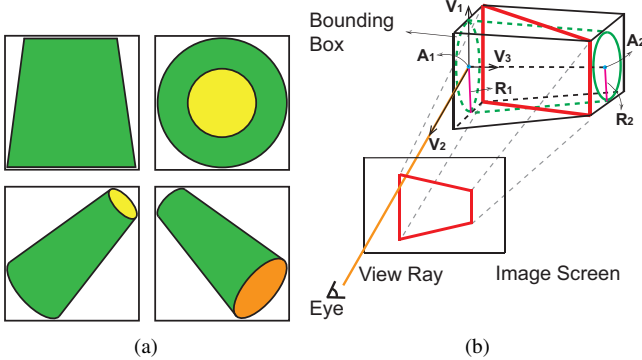 Bounding
Box
V1
A1
A2
V3
R1
R2
V2
View Ray
Image Screen
Eye
(a)
(b)